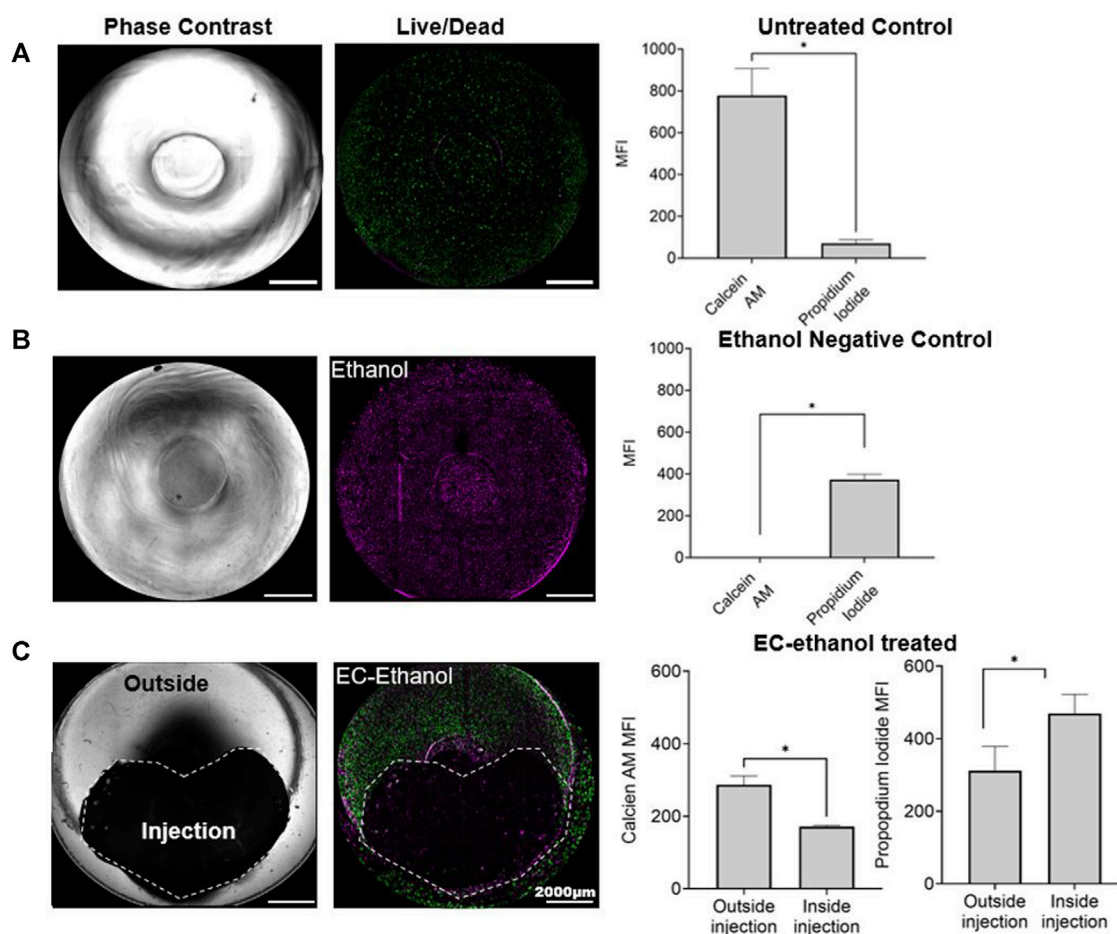 Phase Contrast
Live/Dead
Untreated Control
A
1000
800
600
400
200
0
MFI
*
Calcein
AM
Propidium
Iodide
B
Ethanol
Ethanol Negative Control
1000
800
600
400
200
0
MFI
*
Calcein
AM
Propidium
Iodide
C
Outside
Injection
EC-Ethanol
2000µm
EC-ethanol treated
600
400
200
0
Calcien AM MFI
*
Outside
injection
Inside
injection
600
400
200
0
Propopdium Iodide MFI
*
Outside
injection
Inside
injection